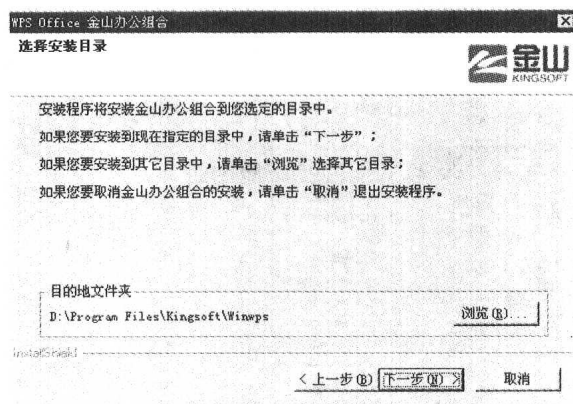 WPS Office 金山办公组合
选择安装目录
金山
KINGSOFT
安装程序将安装金山办公组合到您选定的目录中。
如果您要安装到现在指定的目录中，请单击“下一步”；
如果您要安装到其它目录中，请单击“浏览”选择其它目录；
如果您要取消金山办公组合的安装，请单击“取消”退出安装程序。
目的地文件夹
D:\Program Files\Kingsoft\Winwps
浏览(R)...
InstallShield
< 上一步(B) 下一步(N) > 取消